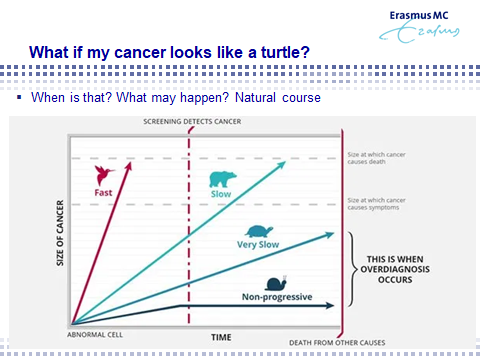 Erasmus MC
Erasmus
What if my cancer looks like a turtle?
When is that? What may happen? Natural course
SCREENING DETECTS CANCER
Size at which cancer
causes death
Fast
Slow
Size at which cancer
causes symptoms
SIZE OF CANCER
Very Slow
THIS IS WHEN
OVERDIAGNOSIS
OCCURS
Non-progressive
ABNORMAL CELL
TIME
DEATH FROM OTHER CAUSES